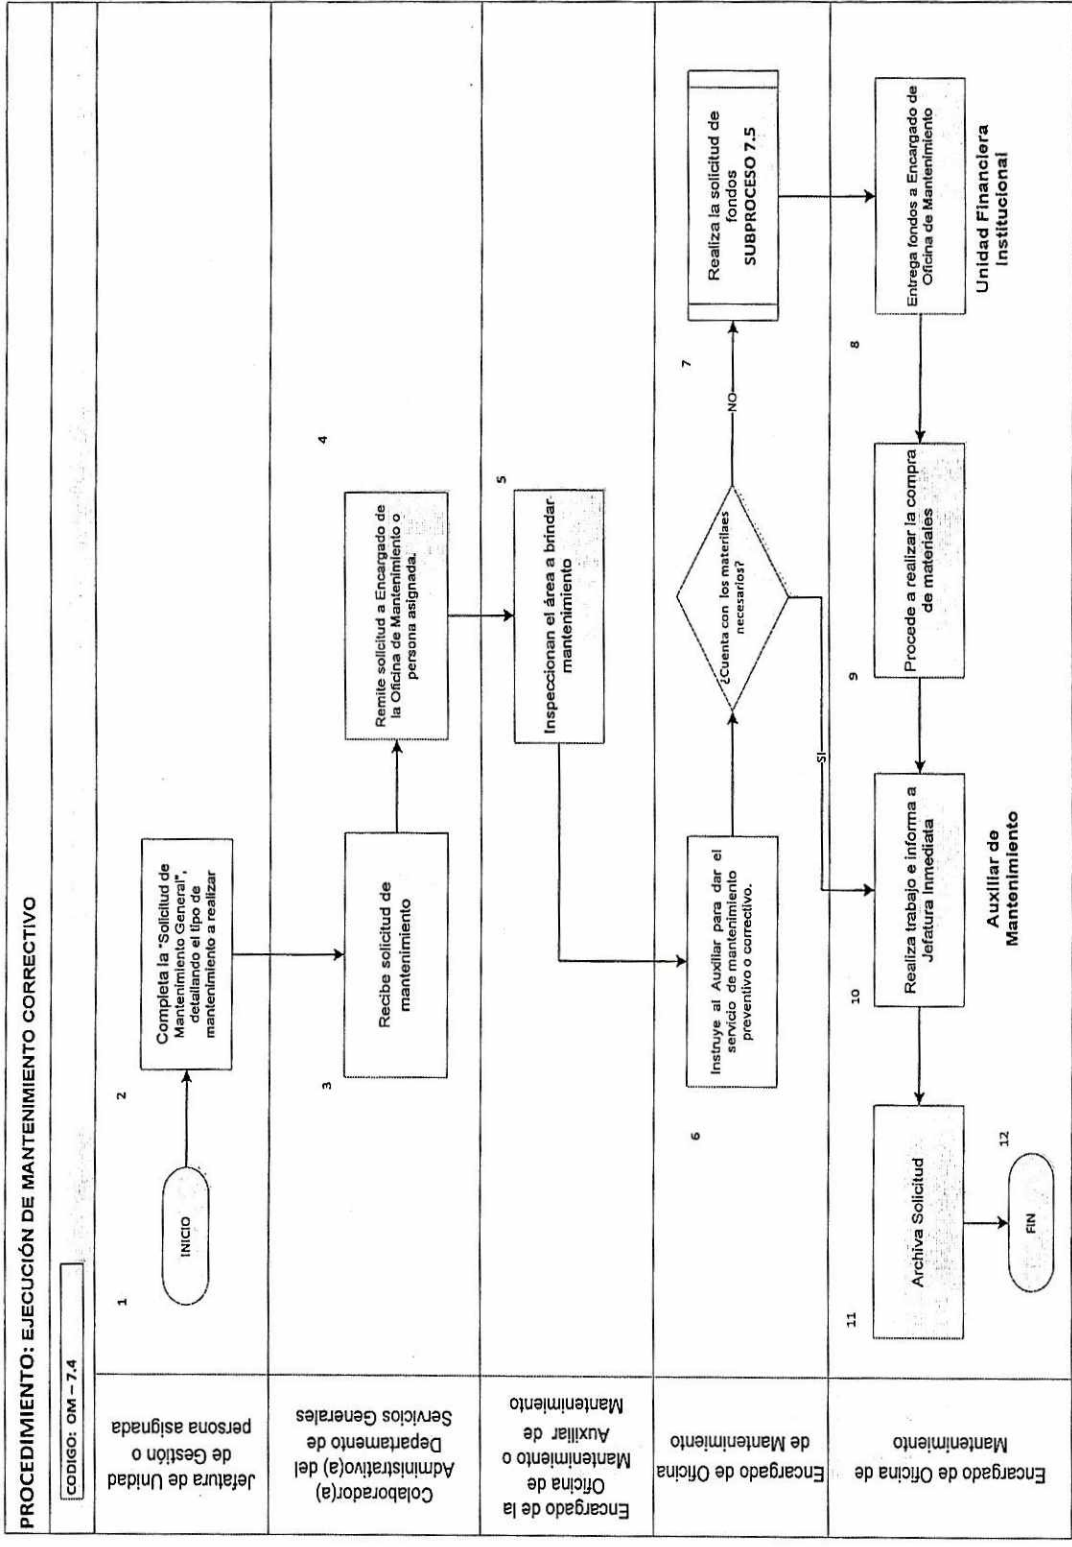 PROCEDIMIENTO: EJECUCIÓN DE MANTENIMIENTO CORRECTIVO
CODIGO: OM – 7.4
Jefatura de Unidad
de Gestión o
persona asignada
1
INICIO
2
Completa la "Solicitud de
Mantenimiento General",
detallando el tipo de
mantenimiento a realizar
Colaborador(a)
Administrativo(a) del
Departamento de
Servicios Generales
3
Recibe solicitud de
mantenimiento
4
Remite solicitud a Encargado de
la Oficina de Mantenimiento o
persona asignada.
Encargado de la
Oficina de
Mantenimiento o
Auxiliar de
Mantenimiento
5
Inspeccionan el área a brindar
mantenimiento
Encargado de Oficina
de Mantenimiento
6
Instruye al Auxiliar para dar el
servicio de mantenimiento
preventivo o correctivo.
¿Cuenta con los materilaes
necesarios?
NO
SI
7
Realiza la solicitud de
fondos
SUBPROCESO 7.5
Encargado de Oficina de
Mantenimiento
8
Entrega fondos a Encargado de
Oficina de Mantenimiento
Unidad Financiera
Institucional
9
Procede a realizar la compra
de materiales
10
Realiza trabajo e informa a
Jefatura Inmediata
Auxiliar de
Mantenimiento
11
Archiva Solicitud
12
FIN